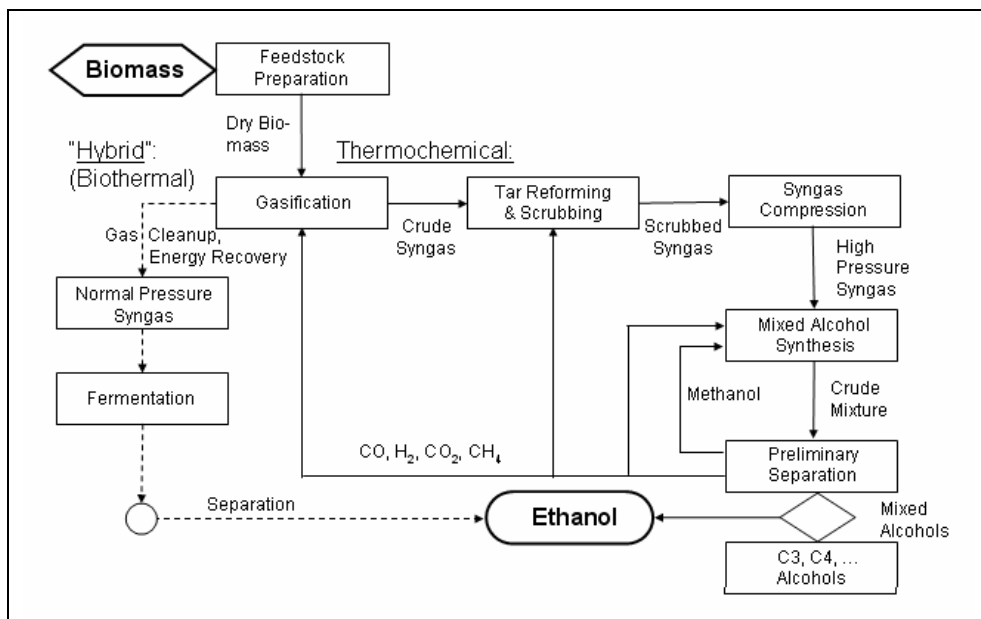 Biomass
Feedstock
Preparation
Dry Bio-
mass
"Hybrid":
(Biothermal)
Thermochemical:
Gasification
Crude
Syngas
Tar Reforming
& Scrubbing
Scrubbed
Syngas
Syngas
Compression
Gas Cleanup,
Energy Recovery
High
Pressure
Syngas
Normal Pressure
Syngas
Mixed Alcohol
Synthesis
Fermentation
Methanol
Crude
Mixture
CO, H₂, CO₂, CH₄
Preliminary
Separation
Separation
Ethanol
Mixed
Alcohols
C3, C4, ...
Alcohols